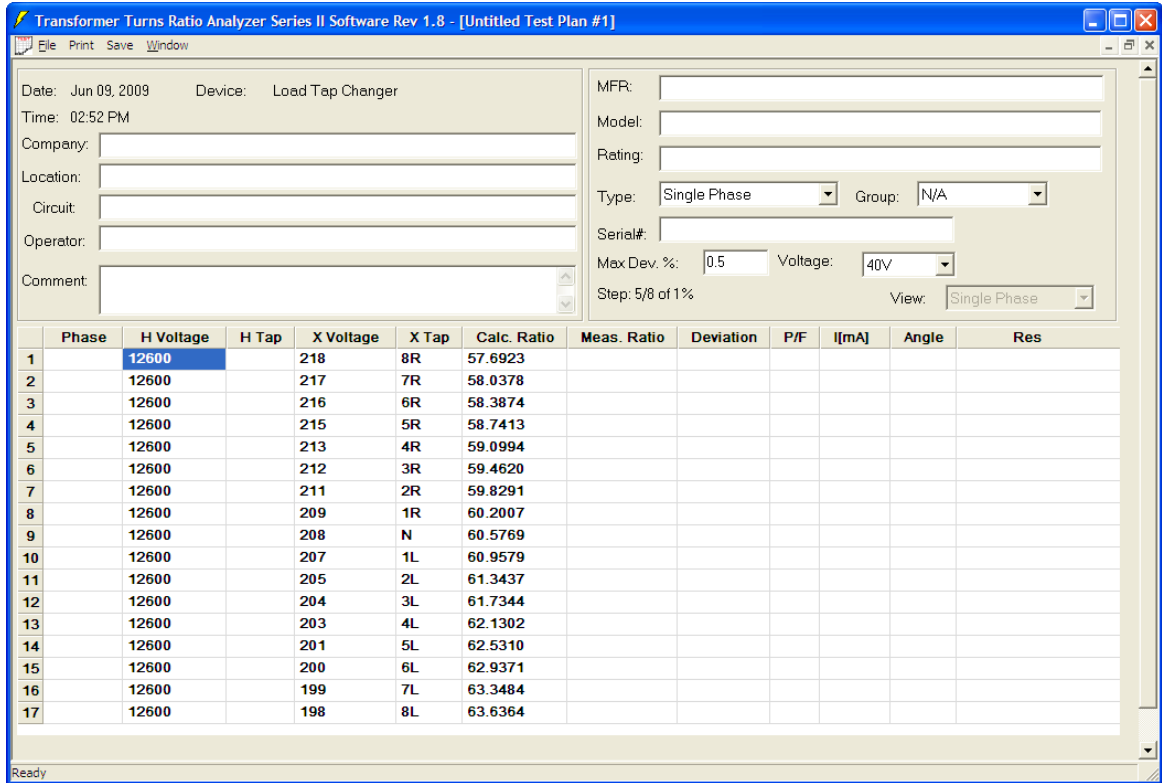 Transformer Turns Ratio Analyzer Series II Software Rev 1.8 - [Untitled Test Plan #1]
File Print Save Window
Date: Jun 09, 2009 Device: Load Tap Changer
Time: 02:52 PM
Company:
Location:
Circuit:
Operator:
Comment:
MFR:
Model:
Rating:
Type: Single Phase Group: N/A
Serial#:
Max Dev. %: 0.5 Voltage: 40V
Step: 5/8 of 1% View: Single Phase
Phase H Voltage H Tap X Voltage X Tap Calc. Ratio Meas. Ratio Deviation P/F I[mA] Angle Res
1 12600 218 8R 57.6923
2 12600 217 7R 58.0378
3 12600 216 6R 58.3874
4 12600 215 5R 58.7413
5 12600 213 4R 59.0994
6 12600 212 3R 59.4620
7 12600 211 2R 59.8291
8 12600 209 1R 60.2007
9 12600 208 N 60.5769
10 12600 207 1L 60.9579
11 12600 205 2L 61.3437
12 12600 204 3L 61.7344
13 12600 203 4L 62.1302
14 12600 201 5L 62.5310
15 12600 200 6L 62.9371
16 12600 199 7L 63.3484
17 12600 198 8L 63.6364
Ready